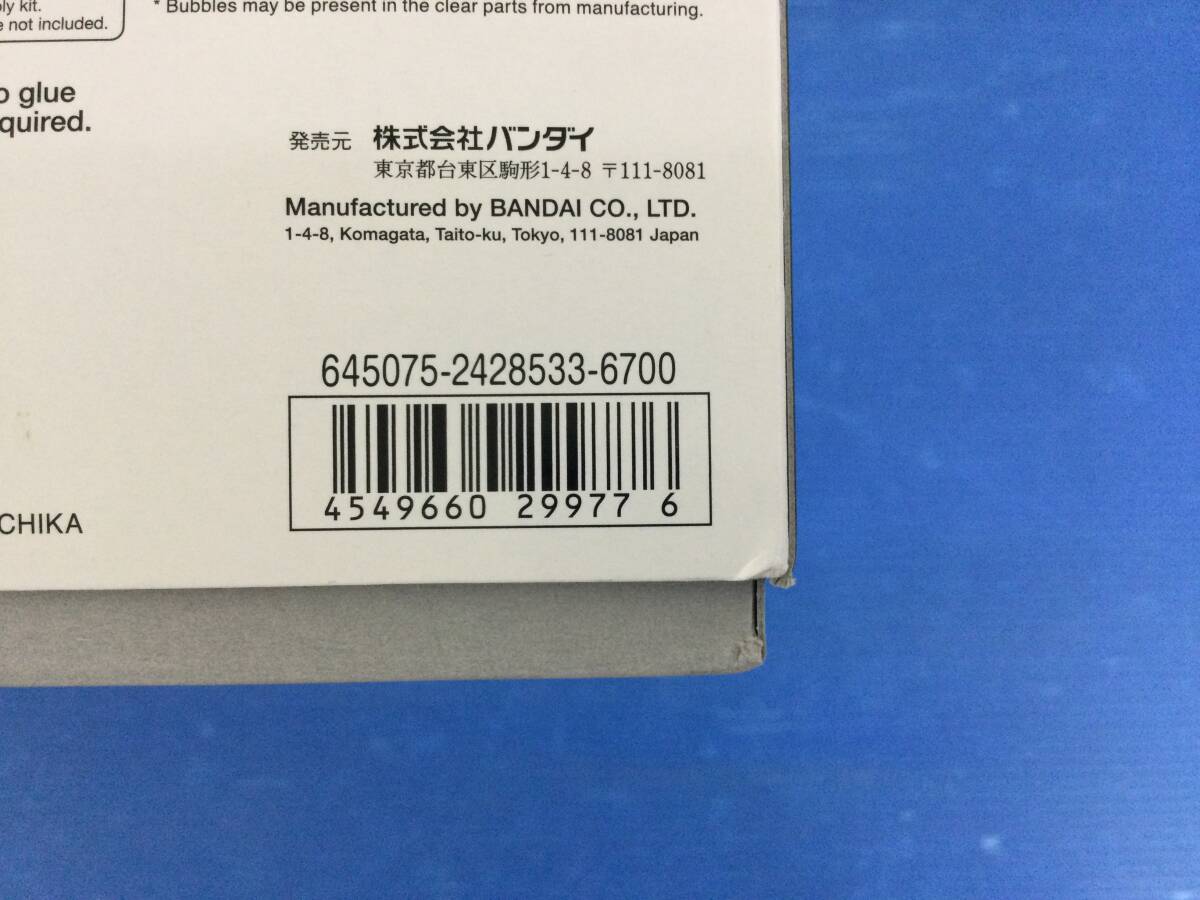 ply kit.
e not included.
* Bubbles may be present in the clear parts from manufacturing.
o glue
quired.
発売元 株式会社バンダイ
東京都台東区駒形1-4-8 〒111-8081
Manufactured by BANDAI CO., LTD.
1-4-8, Komagata, Taito-ku, Tokyo, 111-8081 Japan
645075-2428533-6700
4549660 29977 6
CHIKA